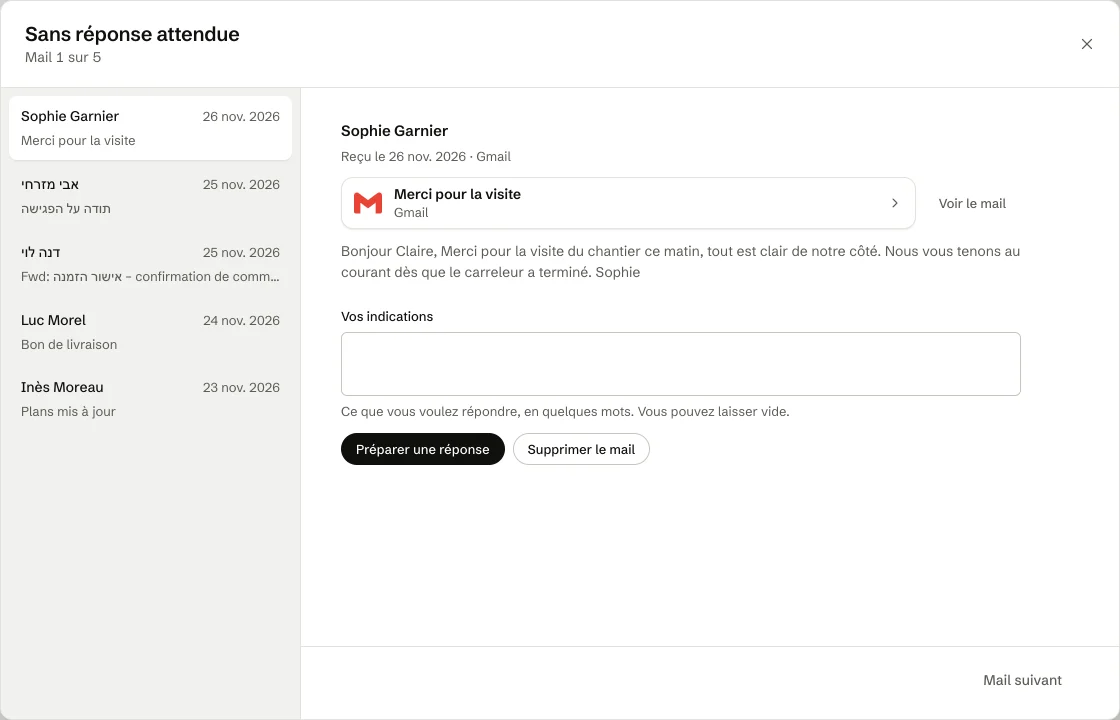 Sans réponse attendue
Mail 1 sur 5
Sophie Garnier 26 nov. 2026
Merci pour la visite
אבי מזרחי 25 nov. 2026
תודה על הפגישה
דנה לוי 25 nov. 2026
Fwd: אישור הזמנה – confirmation de comm…
Luc Morel 24 nov. 2026
Bon de livraison
Inès Moreau 23 nov. 2026
Plans mis à jour
Sophie Garnier
Reçu le 26 nov. 2026 · Gmail
Merci pour la visite
Gmail
Voir le mail
Bonjour Claire, Merci pour la visite du chantier ce matin, tout est clair de notre côté. Nous vous tenons au
courant dès que le carreleur a terminé. Sophie
Vos indications
Ce que vous voulez répondre, en quelques mots. Vous pouvez laisser vide.
Préparer une réponse Supprimer le mail
Mail suivant